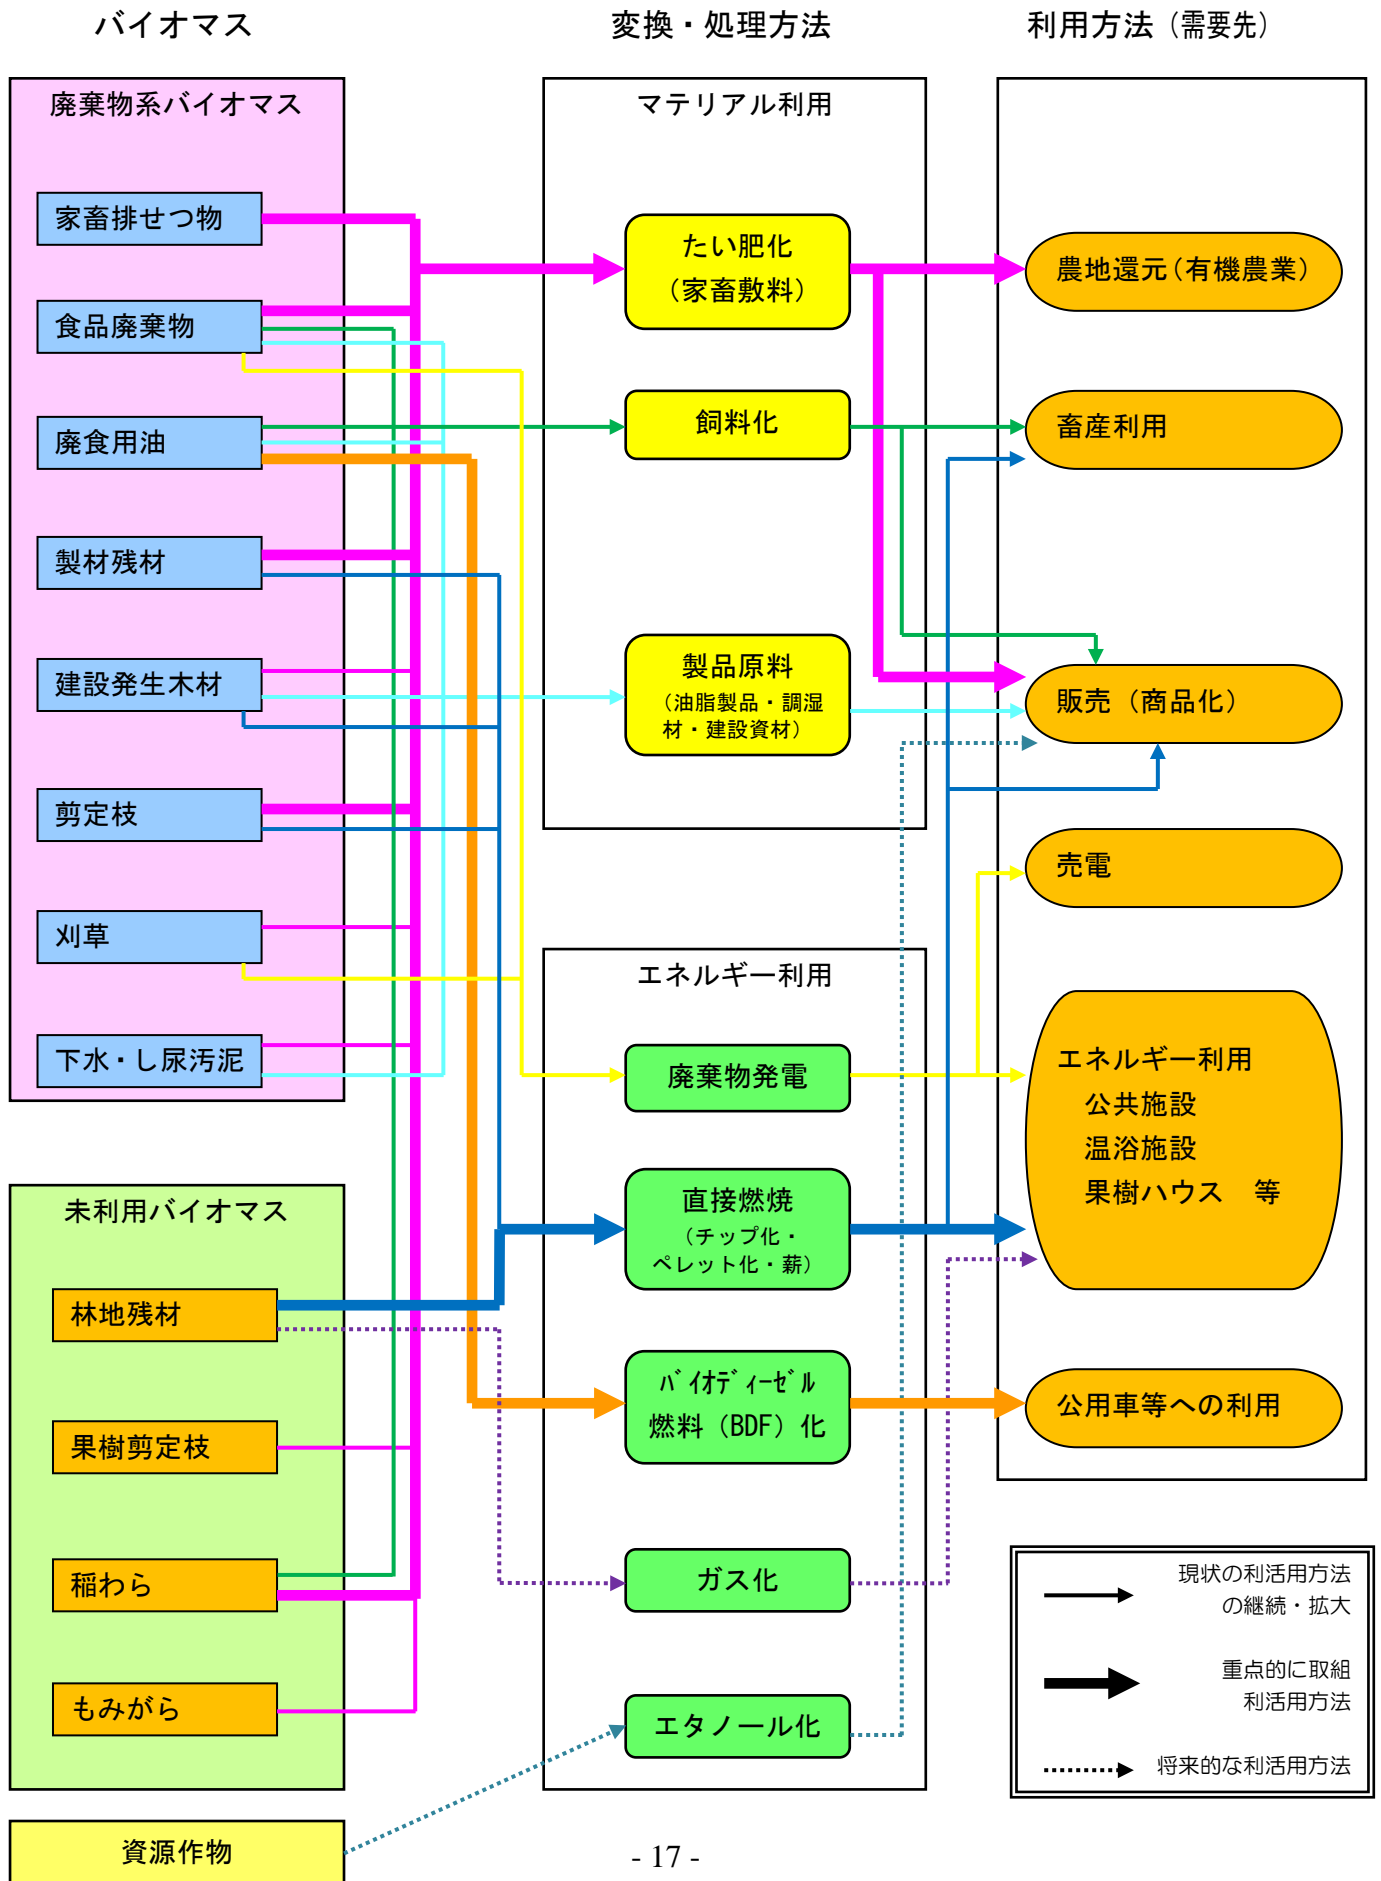 バイオマス
変換・処理方法
利用方法（需要先）
廃棄物系バイオマス
家畜排せつ物
食品廃棄物
廃食用油
製材残材
建設発生木材
剪定枝
刈草
下水・し尿汚泥
未利用バイオマス
林地残材
果樹剪定枝
稲わら
もみがら
資源作物
マテリアル利用
たい肥化
（家畜敷料）
飼料化
製品原料
（油脂製品・調湿
材・建設資材）
エネルギー利用
廃棄物発電
直接燃焼
（チップ化・
ペレット化・薪）
ﾊﾞｲｵﾃﾞｨｰｾﾞﾙ
燃料（BDF）化
ガス化
エタノール化
農地還元（有機農業）
畜産利用
販売（商品化）
売電
エネルギー利用
公共施設
温浴施設
果樹ハウス　等
公用車等への利用
現状の利活用方法
の継続・拡大
重点的に取組
利活用方法
将来的な利活用方法
- 17 -